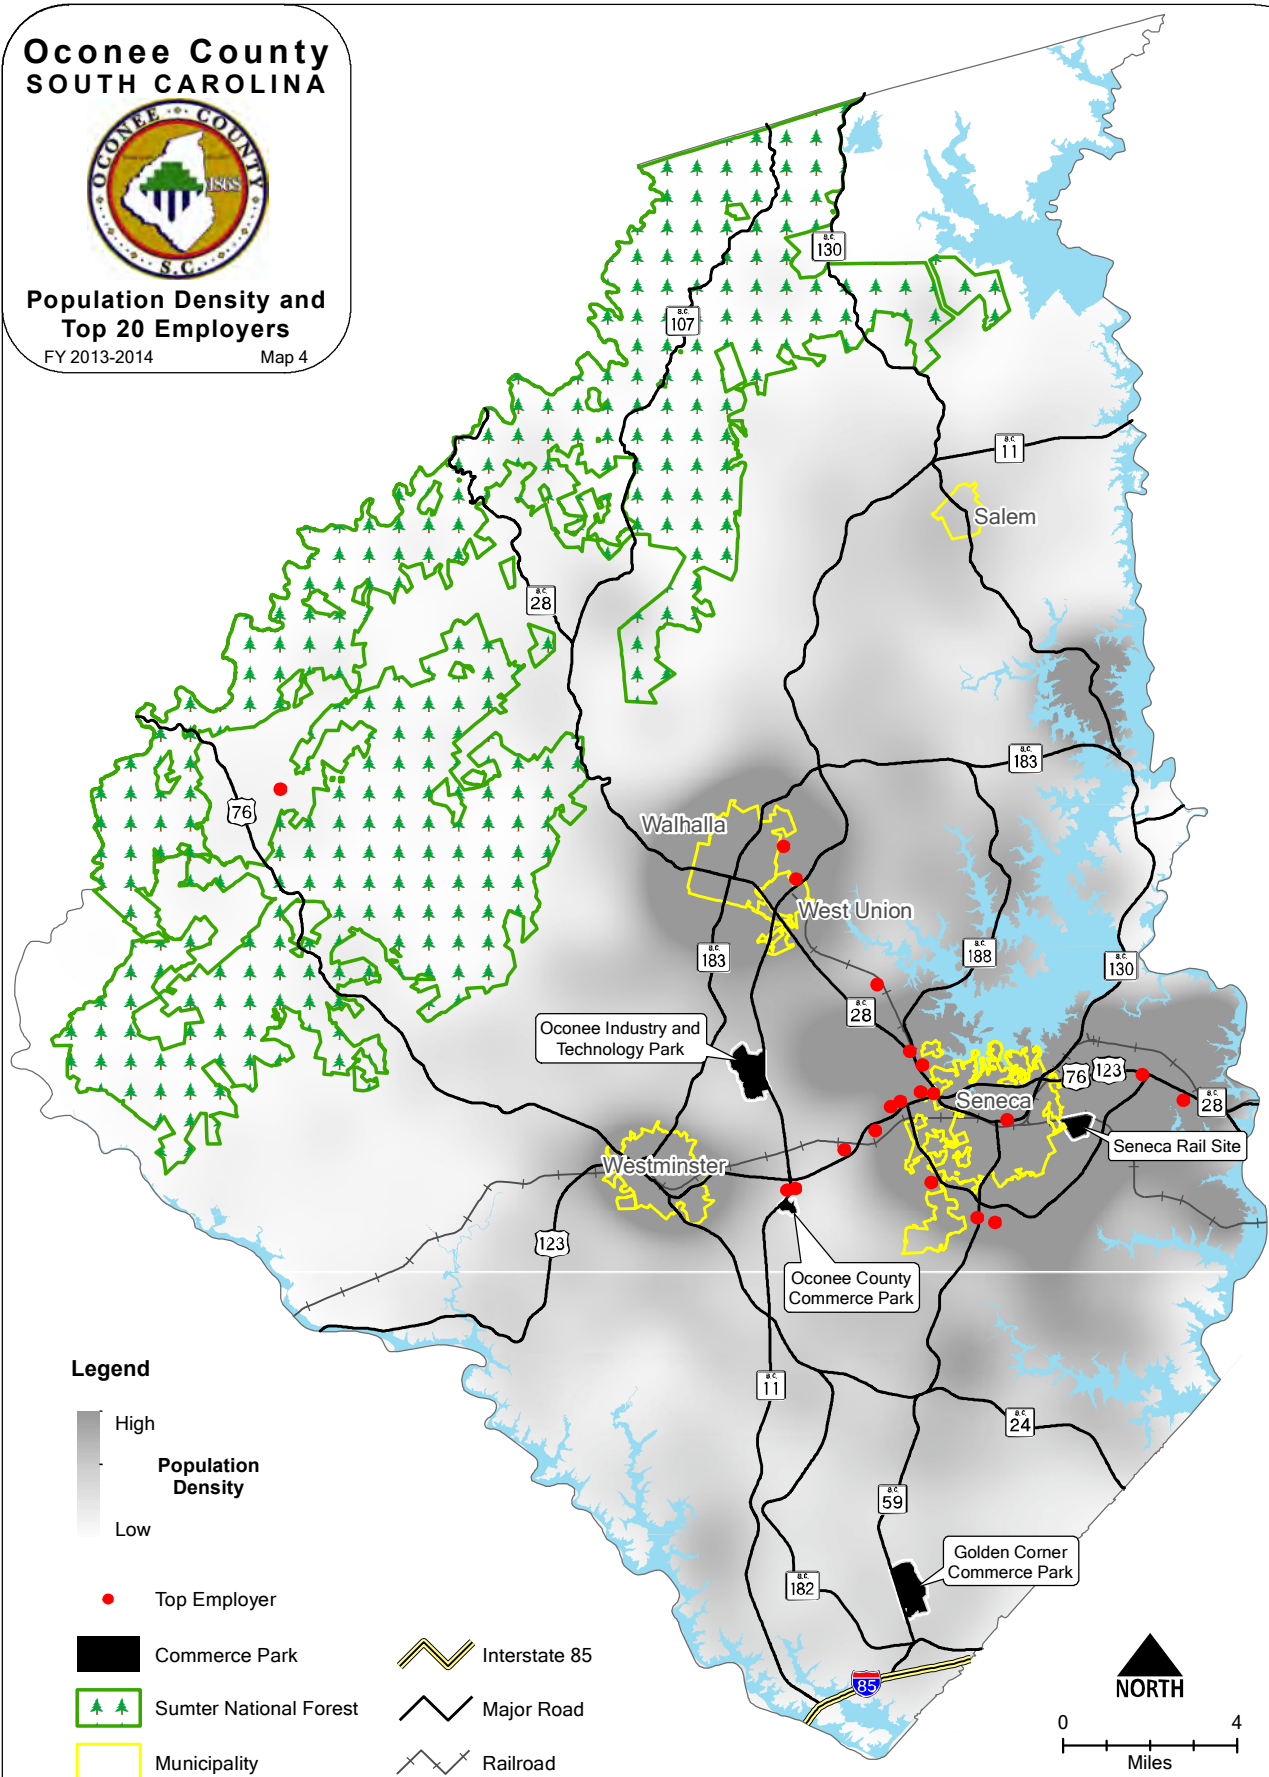 Oconee County
SOUTH CAROLINA
OCONEE COUNTY
1868
S.C.
Population Density and
Top 20 Employers
FY 2013-2014 Map 4
S.C.
130
S.C.
107
S.C.
11
Salem
S.C.
28
S.C.
183
76
Walhalla
West Union
S.C.
183
S.C.
188
S.C.
130
S.C.
28
Oconee Industry and
Technology Park
76
123
S.C.
28
Seneca
Seneca Rail Site
Westminster
123
Oconee County
Commerce Park
S.C.
11
S.C.
24
S.C.
59
Golden Corner
Commerce Park
S.C.
182
85
Legend
High
Population
Density
Low
Top Employer
Commerce Park
Sumter National Forest
Municipality
Interstate 85
Major Road
Railroad
NORTH
0 4
Miles